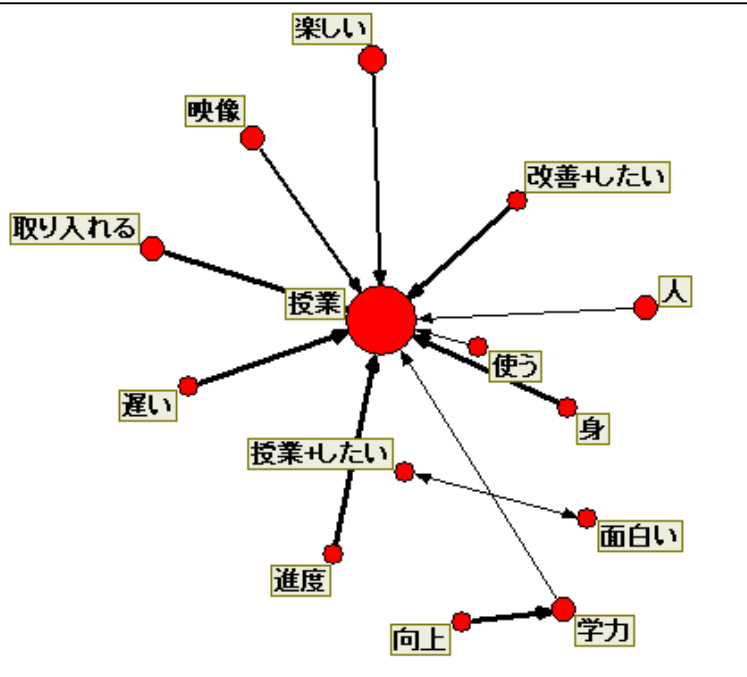 楽しい
映像
改善+したい
取り入れる
授業
人
使う
遅い
身
授業+したい
面白い
進度
向上
学力